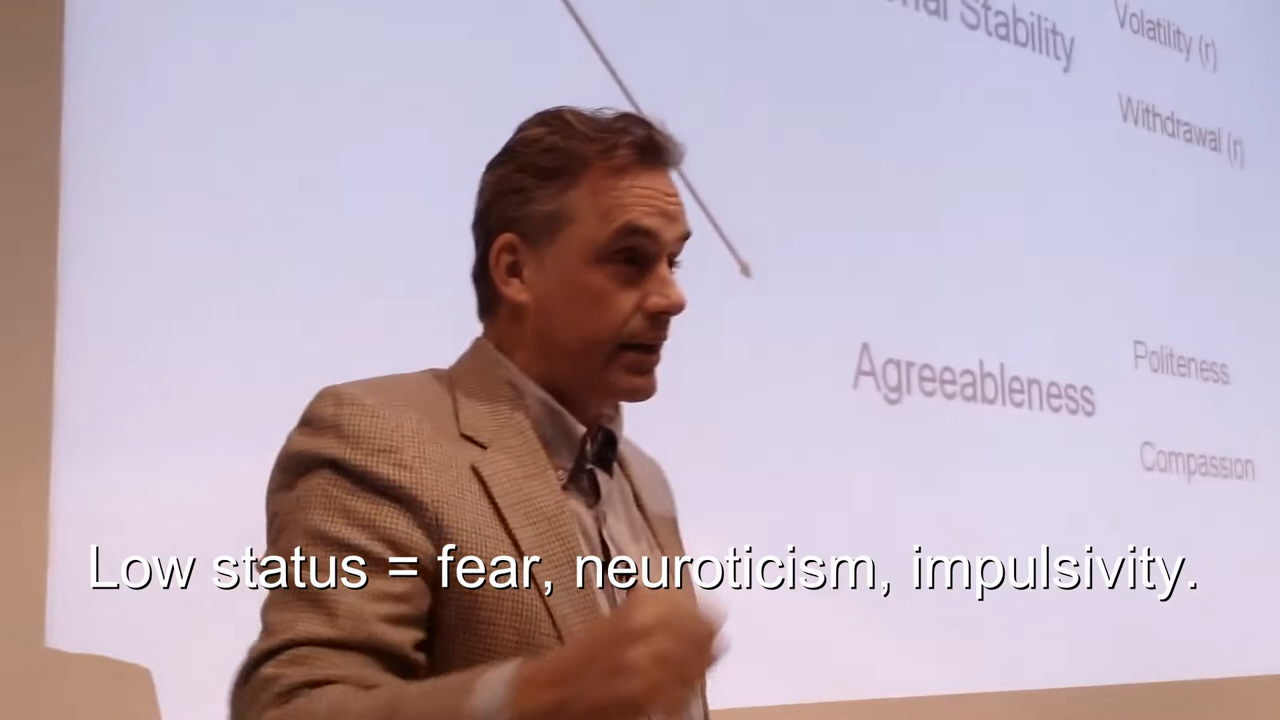 Stability
Volatility (r)
Withdrawal (r)
Agreeableness
Politeness
Compassion
Low status = fear, neuroticism, impulsivity.